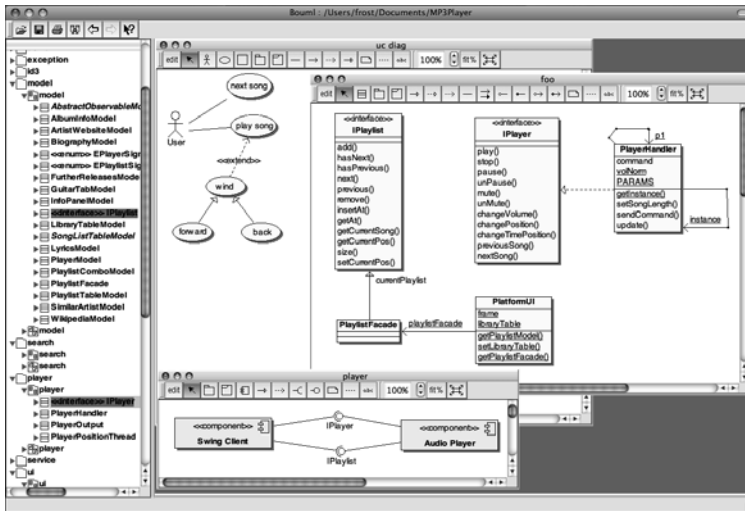 Bouml : /Users/frost/Documents/MP3Player
exception
id3
model
model
AbstractObservableMo
AlbumInfoModel
ArtistWebsiteModel
BiographyModel
«enum» EPlayerSign
«enum» EPlaylistSig
FurtherReleasesMode
GuitarTabModel
InfoPanelModel
«interface» IPlaylist
LibraryTableModel
SongListTableModel
LyricsModel
PlayerModel
PlaylistComboModel
PlaylistFacade
PlaylistTableModel
SimilarArtistModel
WikipediaModel
model
search
search
search
player
player
«interface» IPlayer
PlayerHandler
PlayerOutput
PlayerPositionThread
player
service
ui
ui
uc diag
edit
abc
100%
fit%
next song
play song
User
«extend»
wind
forward
back
foo
edit
abc
100%
fit%
«interface»
IPlaylist
add()
hasNext()
hasPrevious()
next()
previous()
remove()
insertAt()
getAt()
getCurrentSong()
getCurrentPos()
size()
setCurrentPos()
«interface»
IPlayer
play()
stop()
pause()
unPause()
mute()
unMute()
changeVolume()
changePosition()
changeTimePosition()
previousSong()
nextSong()
p1
PlayerHandler
command
volNorm
PARAMS
getInstance()
setSongLength()
sendCommand()
update()
instance
currentPlaylist
PlaylistFacade
playlistFacade
PlatformUI
frame
libraryTable
getPlaylistModel()
setLibraryTable()
getPlaylistFacade()
player
edit
abc
100%
fit%
«component»
Swing Client
IPlayer
IPlaylist
«component»
Audio Player